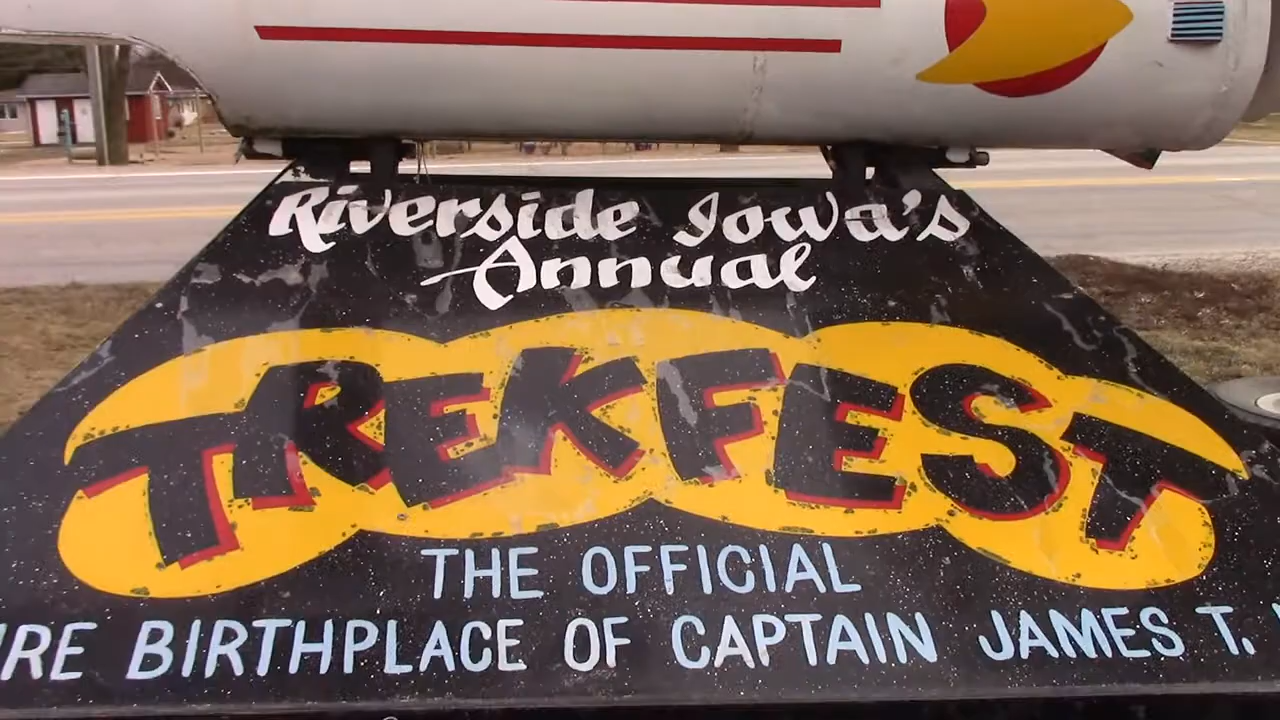 Riverside Iowa's
Annual
TREKFEST
THE OFFICIAL
BIRTHPLACE OF CAPTAIN JAMES T.